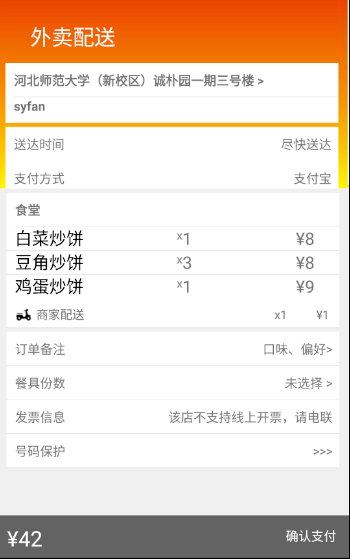 外卖配送
河北师范大学（新校区）诚朴园一期三号楼 >
syfan
送达时间 尽快送达
支付方式 支付宝
食堂
白菜炒饼 x1 ¥8
豆角炒饼 x3 ¥8
鸡蛋炒饼 x1 ¥9
商家配送 x1 ¥1
订单备注 口味、偏好>
餐具份数 未选择 >
发票信息 该店不支持线上开票，请电联
号码保护 >>>
¥42 确认支付